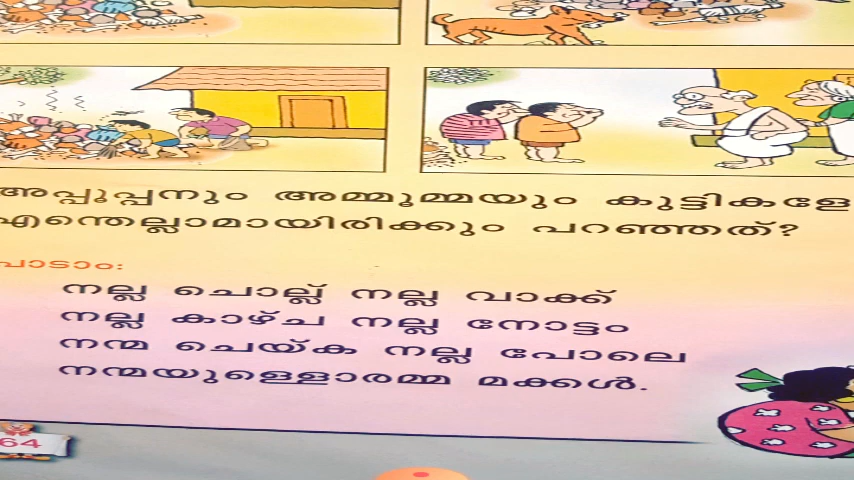 അപ്പൂപ്പനും അമ്മൂമ്മയും കുട്ടികളോ
എന്തെല്ലാമായിരിക്കും പറഞ്ഞത്?
പാടാം:
നല്ല ചൊല്ല് നല്ല വാക്ക്
നല്ല കാഴ്ച നല്ല നോട്ടം
നന്മ ചെയ്ക നല്ല പോലെ
നന്മയുള്ളൊരമ്മ മക്കൾ.
64